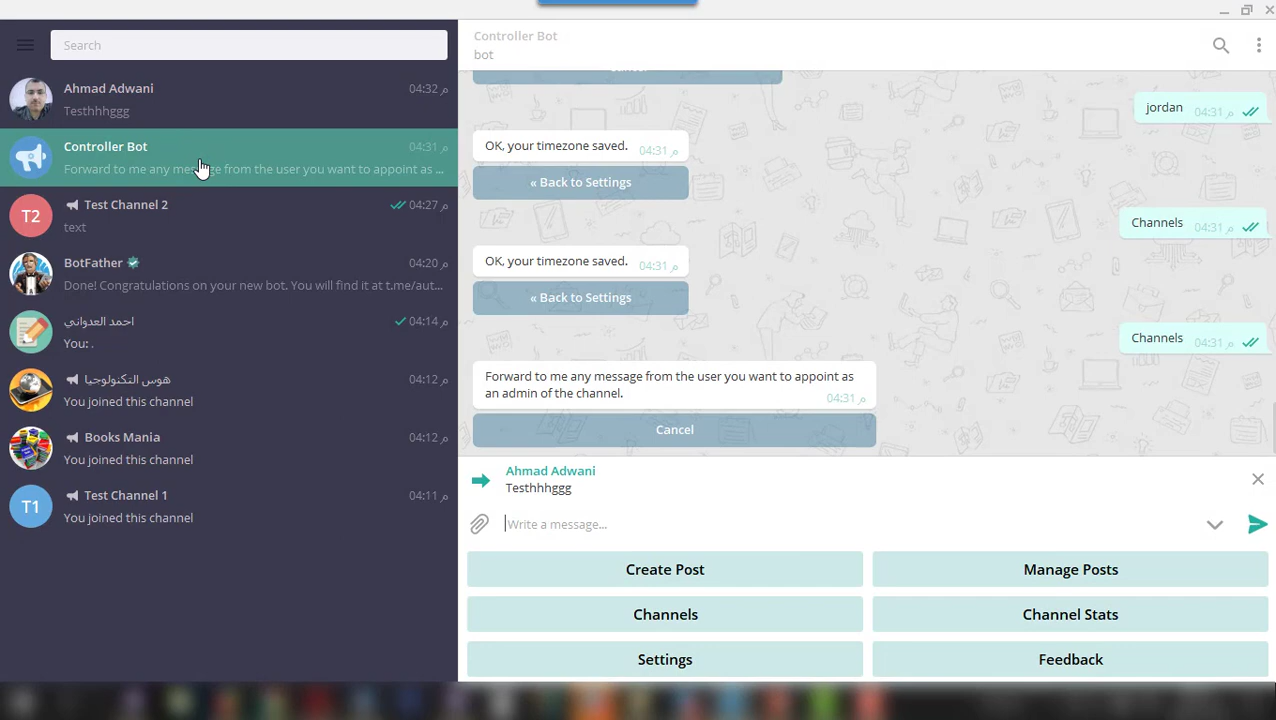 Search
Ahmad Adwani
04:32 م
Testhhhggg
Controller Bot
04:31 م
Forward to me any message from the user you want to appoint as ...
T2
Test Channel 2
04:27 م
text
BotFather
04:20 م
Done! Congratulations on your new bot. You will find it at t.me/aut...
احمد العدواني
04:14 م
You: .
هوس التكنولوجيا
04:12 م
You joined this channel
Books Mania
04:12 م
You joined this channel
T1
Test Channel 1
04:11 م
You joined this channel
Controller Bot
bot
jordan
04:31 م
OK, your timezone saved.
04:31 م
« Back to Settings
Channels
04:31 م
OK, your timezone saved.
04:31 م
« Back to Settings
Channels
04:31 م
Forward to me any message from the user you want to appoint as
an admin of the channel.
04:31 م
Cancel
Ahmad Adwani
Testhhhggg
Write a message...
Create Post
Manage Posts
Channels
Channel Stats
Settings
Feedback